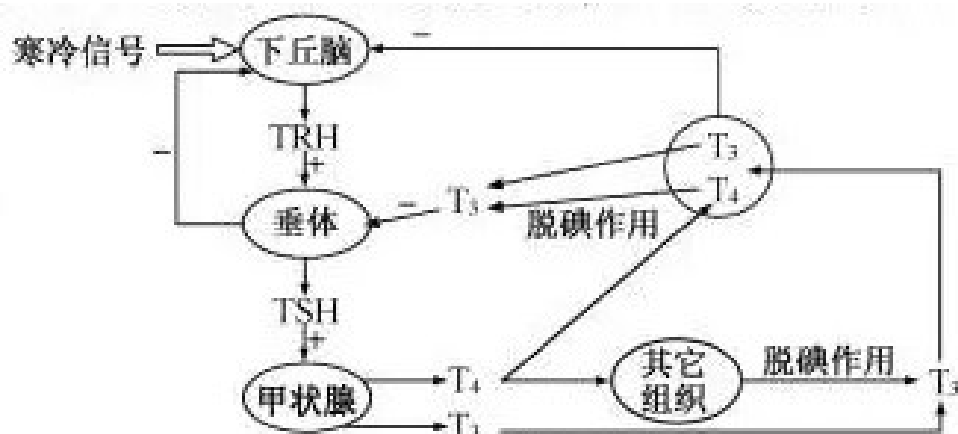 寒冷信号
下丘脑
−
TRH
+
−
T₃
T₄
− T₃
脱碘作用
垂体
TSH
+
甲状腺
T₄
其它
组织
脱碘作用
T₃
T₃